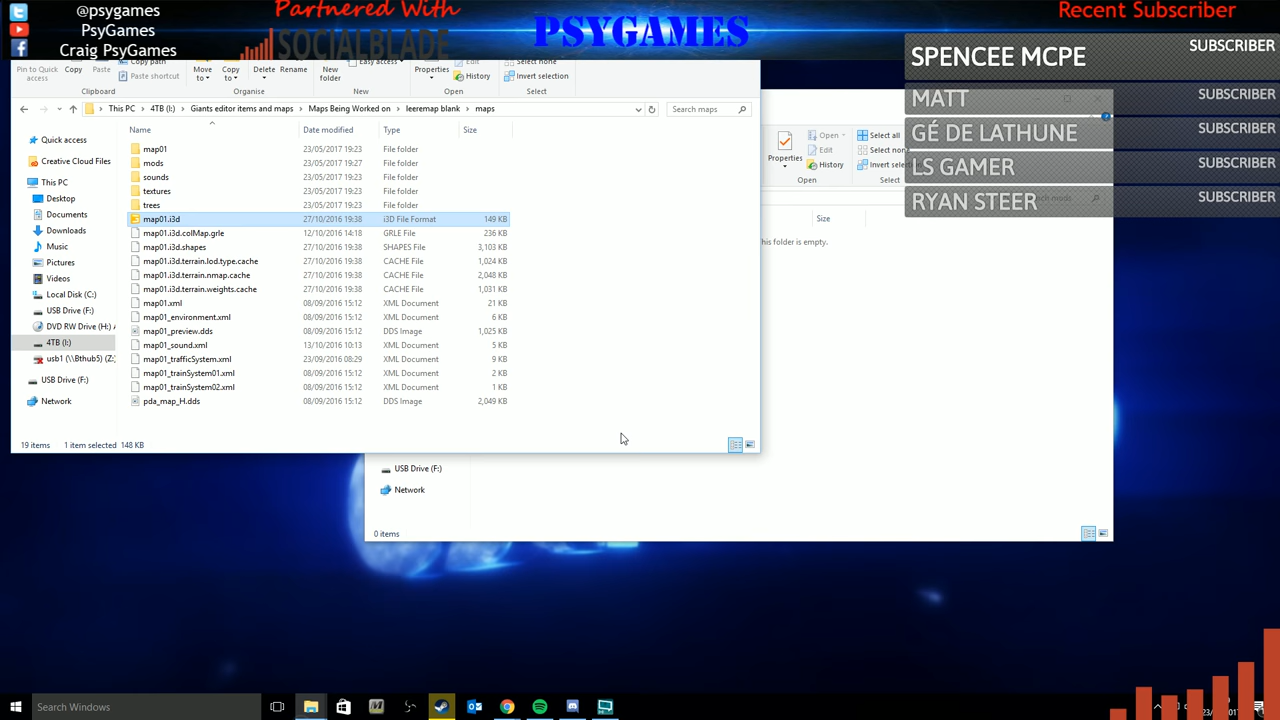 @psygames
PsyGames
Craig PsyGames
Partnered With
SOCIALBLADE
PSYGAMES
Recent Subscriber
SPENCEE MCPE SUBSCRIBER
MATT SUBSCRIBER
GÉ DE LATHUNE SUBSCRIBER
LS GAMER SUBSCRIBER
RYAN STEER SUBSCRIBER
Pin to Quick access
Copy
Paste
Copy path
Paste shortcut
Clipboard
Move to
Copy to
Delete
Rename
Organise
New folder
Easy access
New
Properties
Edit
History
Open
Select none
Invert selection
Select
This PC 4TB (I:) Giants editor items and maps Maps Being Worked on leeremap blank maps
Search maps
Name Date modified Type Size
map01 23/05/2017 19:23 File folder
mods 23/05/2017 19:27 File folder
sounds 23/05/2017 19:23 File folder
textures 23/05/2017 19:23 File folder
trees 23/05/2017 19:23 File folder
map01.i3d 27/10/2016 19:38 i3D File Format 149 KB
map01.i3d.colMap.grle 12/10/2016 14:18 GRLE File 236 KB
map01.i3d.shapes 27/10/2016 19:38 SHAPES File 3,103 KB
map01.i3d.terrain.lod.type.cache 27/10/2016 19:38 CACHE File 1,024 KB
map01.i3d.terrain.nmap.cache 27/10/2016 19:38 CACHE File 2,048 KB
map01.i3d.terrain.weights.cache 27/10/2016 19:38 CACHE File 1,031 KB
map01.xml 08/09/2016 15:12 XML Document 21 KB
map01_environment.xml 08/09/2016 15:12 XML Document 6 KB
map01_preview.dds 08/09/2016 15:12 DDS Image 1,025 KB
map01_sound.xml 13/10/2016 10:13 XML Document 5 KB
map01_trafficSystem.xml 23/09/2016 08:29 XML Document 9 KB
map01_trainSystem01.xml 08/09/2016 15:12 XML Document 2 KB
map01_trainSystem02.xml 08/09/2016 15:12 XML Document 1 KB
pda_map_H.dds 08/09/2016 15:12 DDS Image 2,049 KB
Quick access
Creative Cloud Files
This PC
Desktop
Documents
Downloads
Music
Pictures
Videos
Local Disk (C:)
USB Drive (F:)
DVD RW Drive (H:) A
4TB (I:)
usb1 (\\Bthub5) (Z:)
USB Drive (F:)
Network
19 items 1 item selected 148 KB
Properties
Open
Edit
History
Open
Select all
Select none
Invert selection
Select
Search mods
Size
his folder is empty.
USB Drive (F:)
Network
0 items
Search Windows